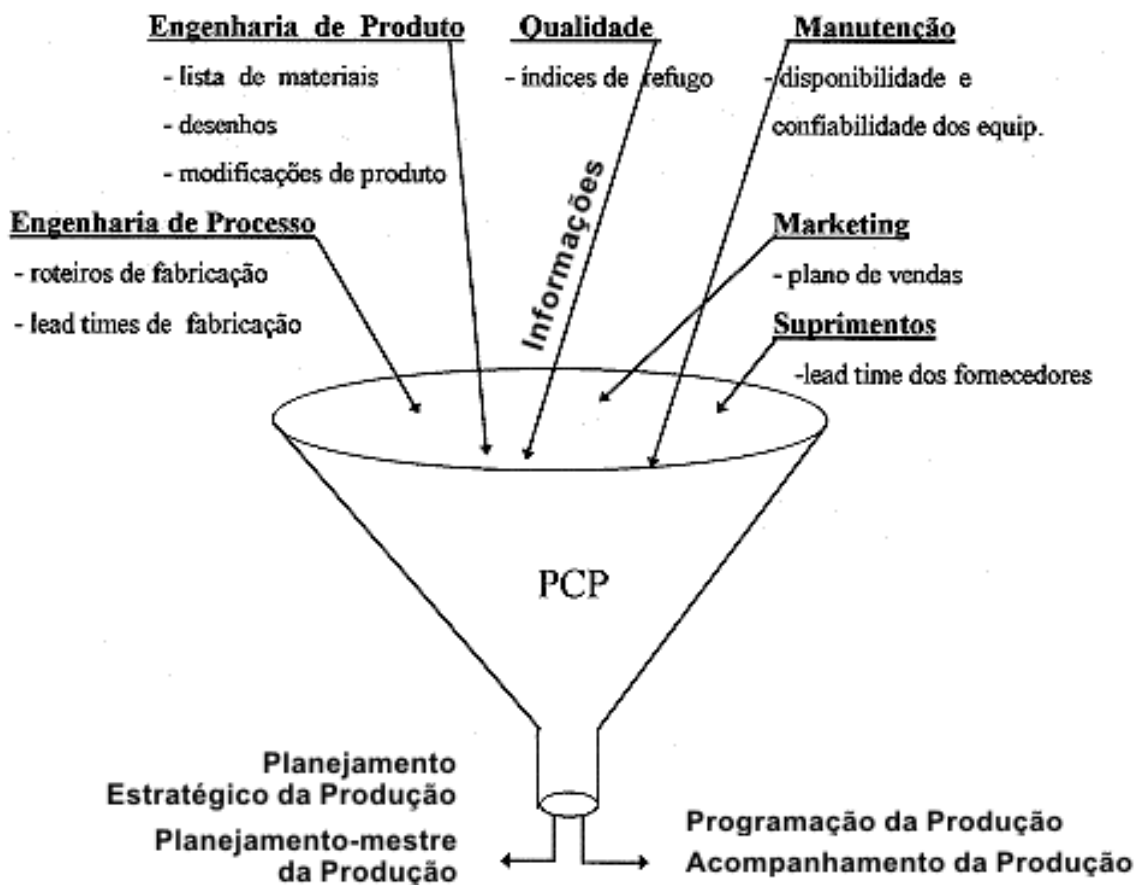 Engenharia de Produto
- lista de materiais
- desenhos
- modificações de produto
Qualidade
- índices de refugo
Manutenção
- disponibilidade e
confiabilidade dos equip.
Engenharia de Processo
- roteiros de fabricação
- lead times de fabricação
Informações
Marketing
- plano de vendas
Suprimentos
-lead time dos fornecedores
PCP
Planejamento
Estratégico da Produção
Planejamento-mestre
da Produção
Programação da Produção
Acompanhamento da Produção